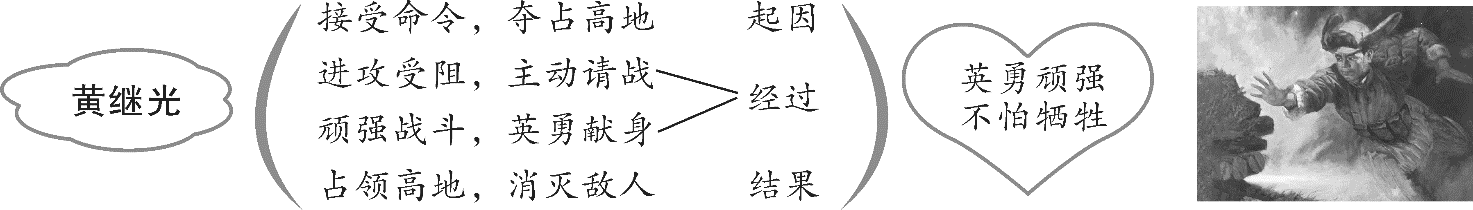 黄继光
接受命令，夺占高地 起因
进攻受阻，主动请战
经过
顽强战斗，英勇献身
占领高地，消灭敌人 结果
英勇顽强
不怕牺牲